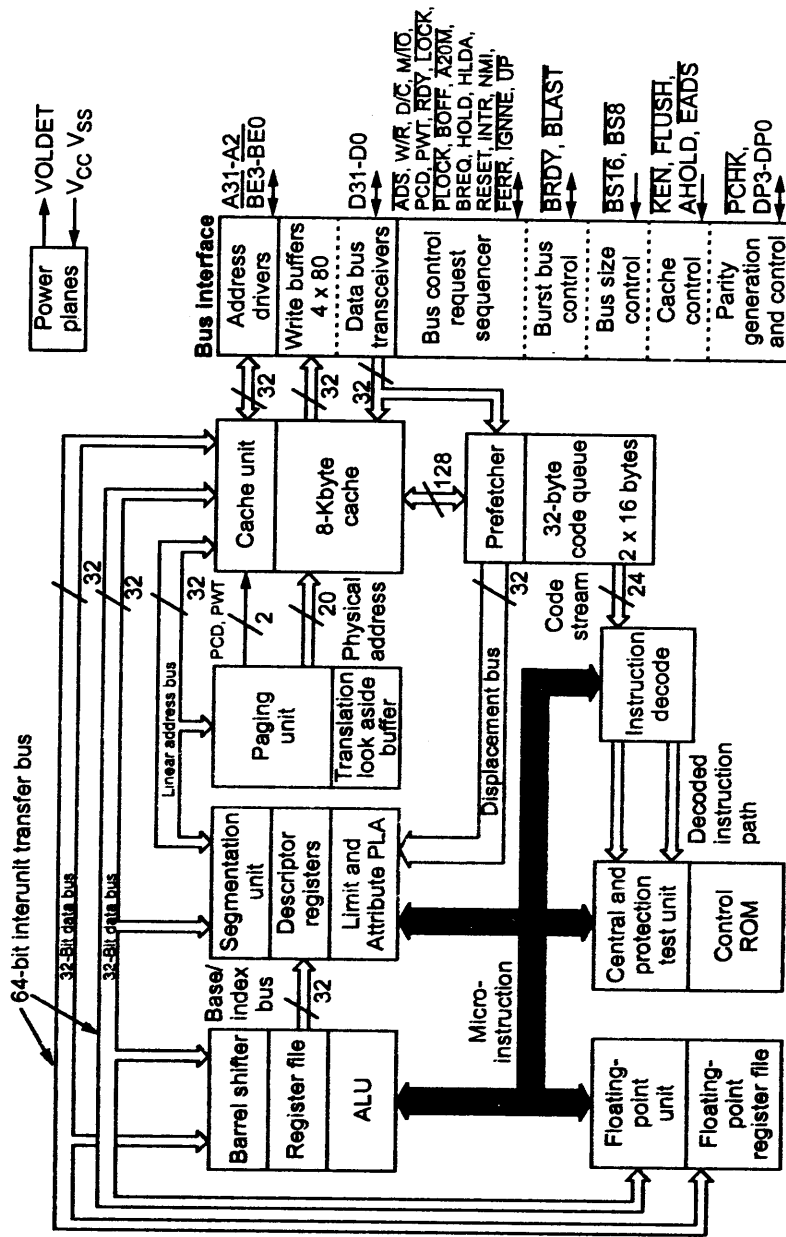 64-bit interunit transfer bus
32-Bit data bus
32
32-Bit data bus
32
Linear address bus
32
Power
planes
VOLDET
VCC VSS
Barrel shifter
Register file
ALU
Base/
index
bus
32
Segmentation
unit
Descriptor
registers
Limit and
Attribute PLA
Paging
unit
Translation
look aside
buffer
PCD, PWT
2
20
Physical
address
Cache unit
8-Kbyte
cache
32
32
32
Bus interface
Address
drivers
Write buffers
4 x 80
Data bus
transceivers
Bus control
request
sequencer
Burst bus
control
Bus size
control
Cache
control
Parity
generation
and control
A31-A2
BE3-BE0
D31-D0
ADS, W/R, D/C, M/IO,
PCD, PWT, RDY, LOCK,
PLOCK, BOFF, A20M,
BREQ, HOLD, HLDA,
RESET, INTR, NMI,
FERR, IGNNE, UP
BRDY, BLAST
BS16, BS8
KEN, FLUSH,
AHOLD, EADS
PCHK,
DP3-DP0
128
Prefetcher
32-byte
code queue
2 x 16 bytes
32
Displacement bus
Code
stream
24
Instruction
decode
Decoded
instruction
path
Micro-
instruction
Central and
protection
test unit
Control
ROM
Floating-
point
unit
Floating-
point
register file